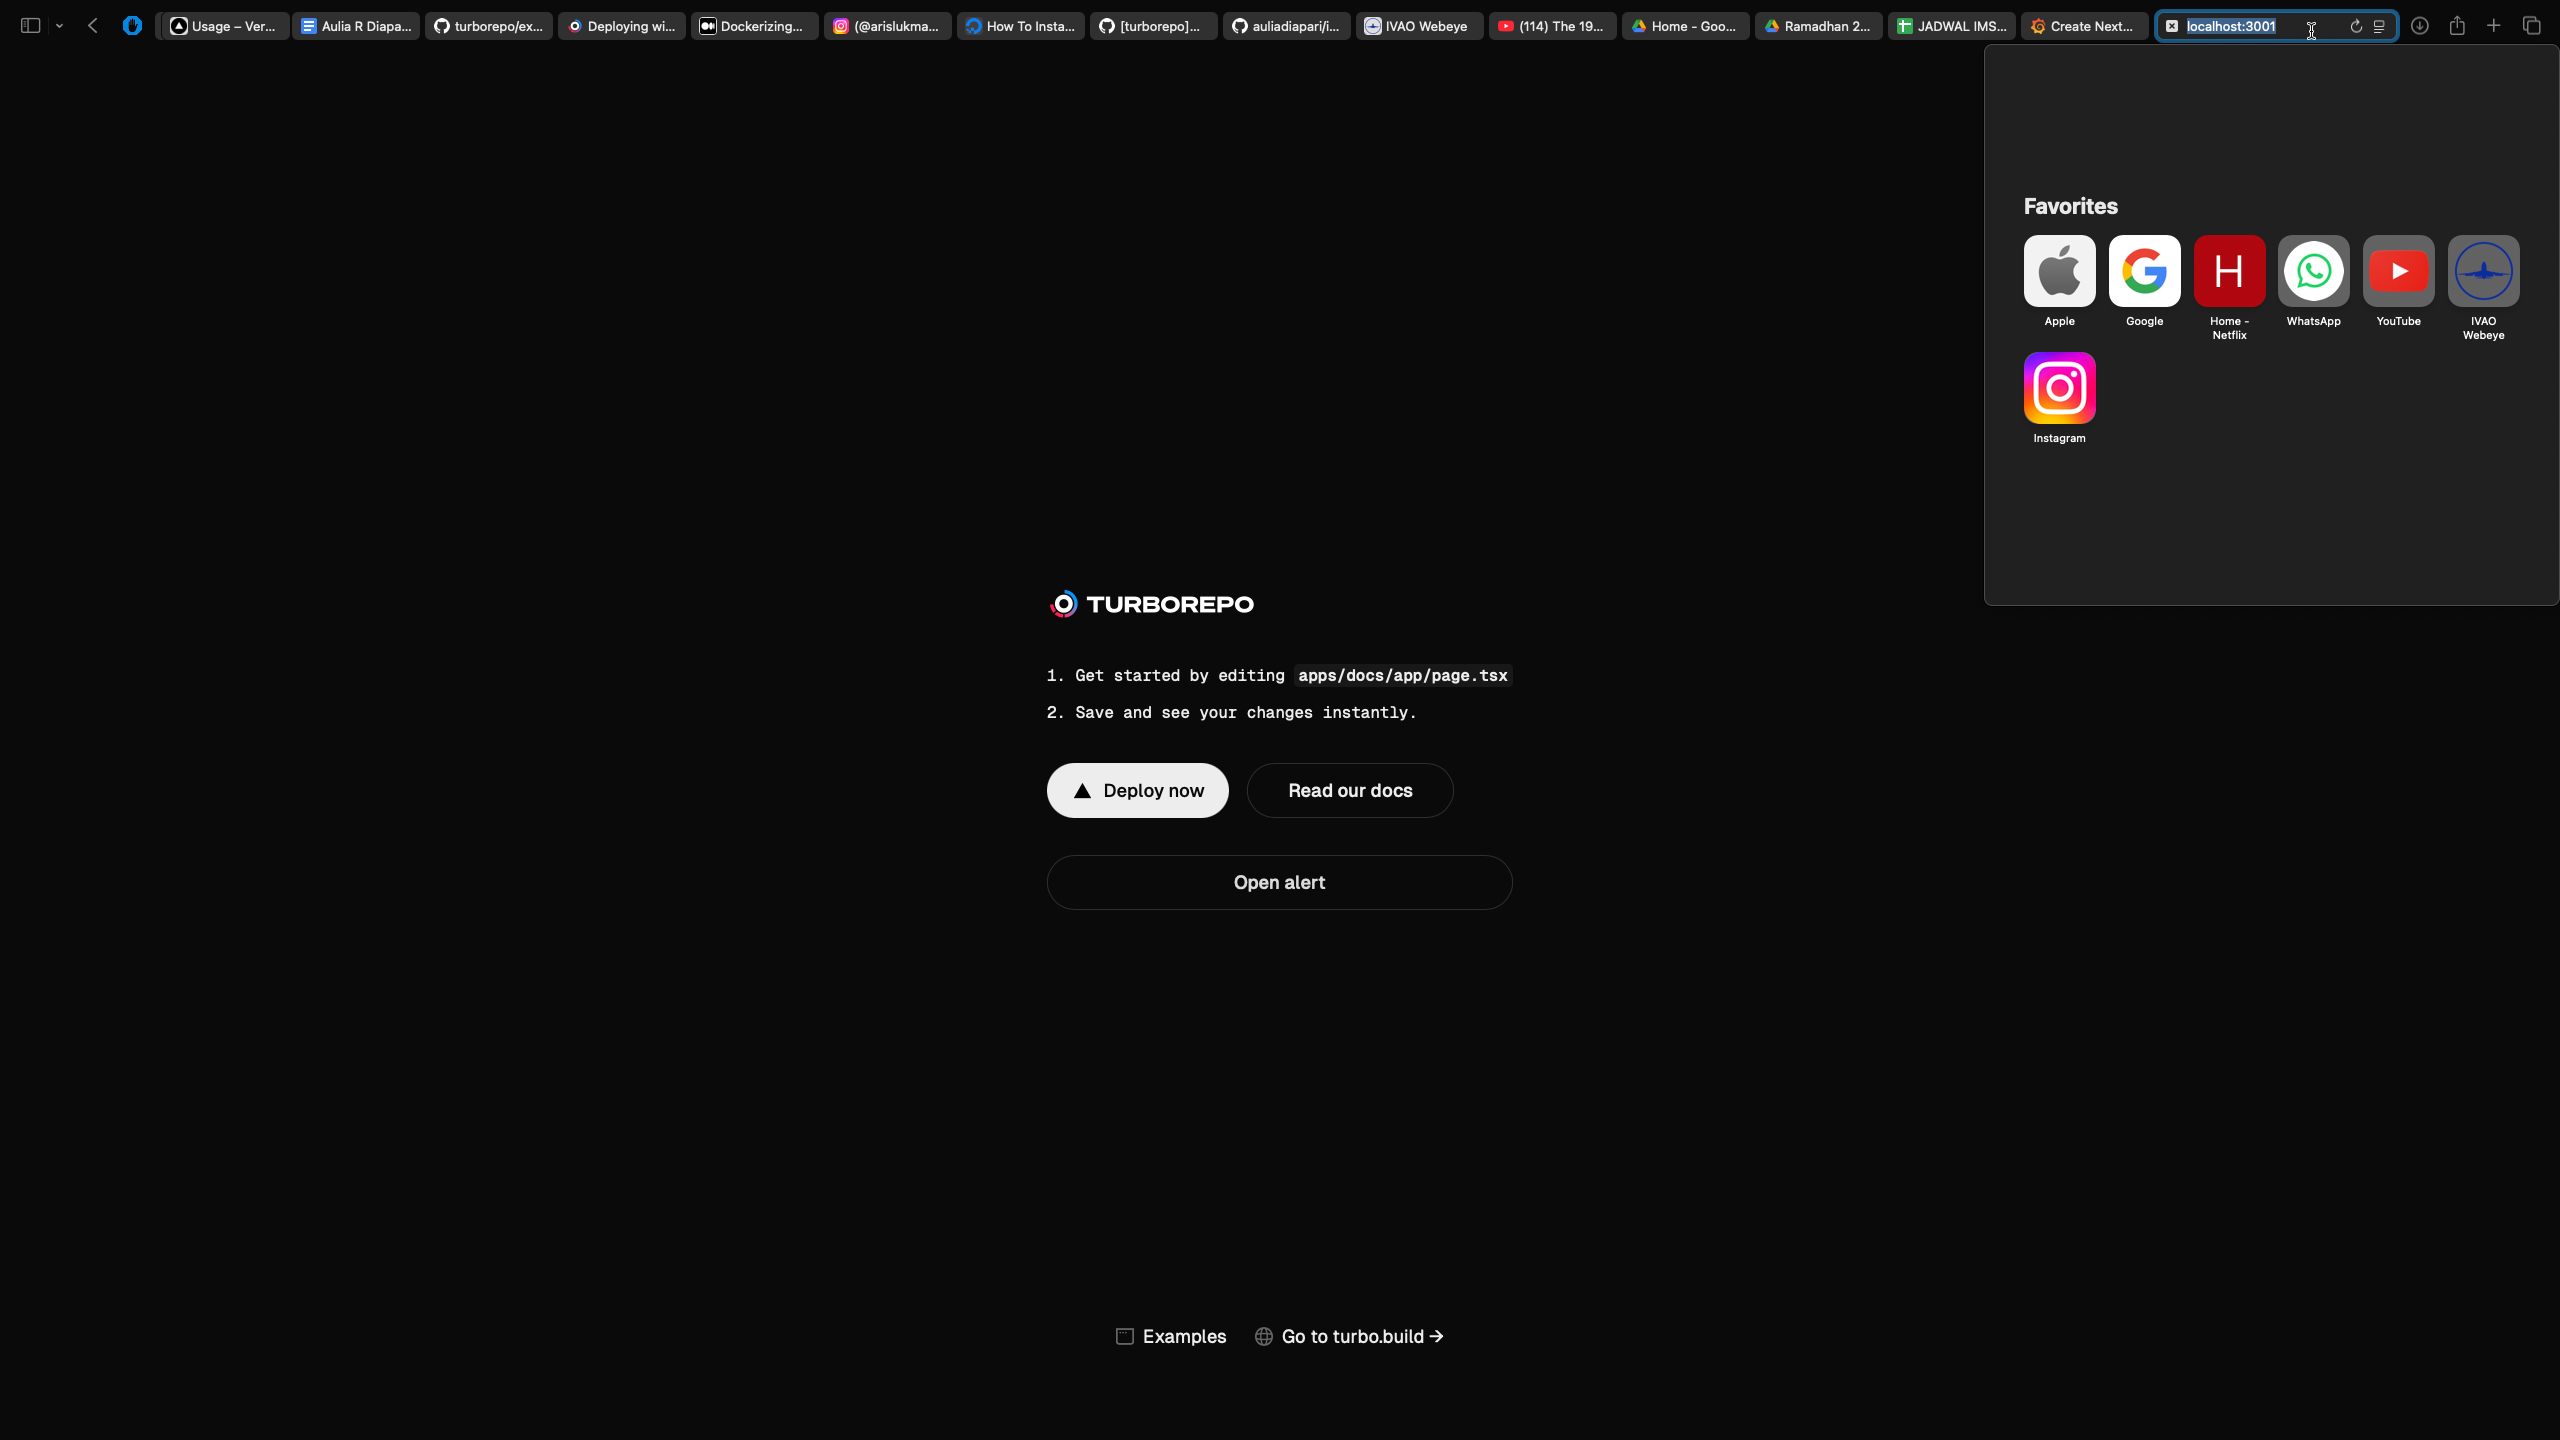 Usage – Ver...
Aulia R Diapa...
turborepo/ex...
Deploying wi...
Dockerizing...
(@arislukma...
How To Insta...
[turborepo]...
auliadiapari/i...
IVAO Webeye
(114) The 19...
Home - Goo...
Ramadhan 2...
JADWAL IMS...
Create Next...
localhost:3001
Favorites
Apple
Google
H
Home -
Netflix
WhatsApp
YouTube
IVAO
Webeye
Instagram
TURBOREPO
1. Get started by editing apps/docs/app/page.tsx
2. Save and see your changes instantly.
Deploy now
Read our docs
Open alert
Examples
Go to turbo.build →